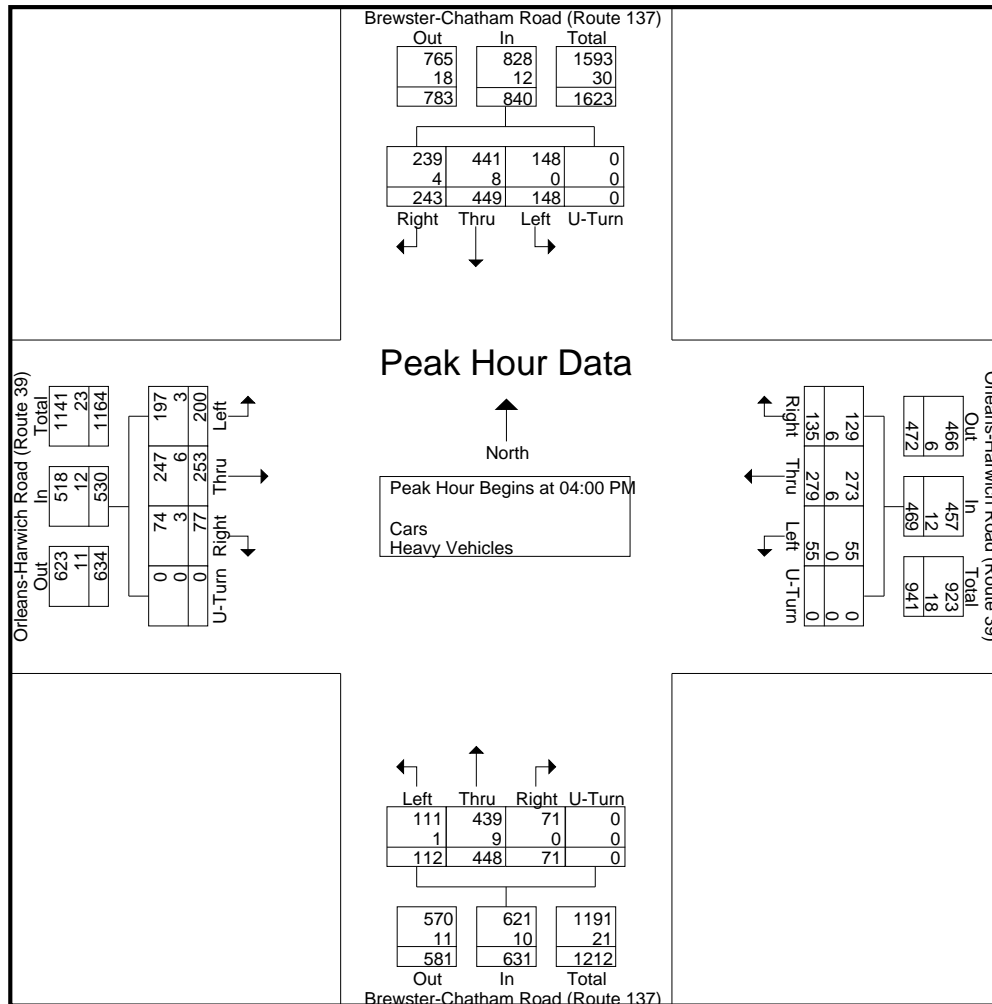 Brewster-Chatham Road (Route 137)
Out In Total
765 828 1593
18 12 30
783 840 1623
239 441 148 0
4 8 0 0
243 449 148 0
Right Thru Left U-Turn
Peak Hour Data
North
Peak Hour Begins at 04:00 PM
Cars
Heavy Vehicles
Orleans-Harwich Road (Route 39)
Out In Total
623 518 1141
11 12 23
634 530 1164
U-Turn Right Thru Left
0 74 247 197
0 3 6 3
0 77 253 200
Orleans-Harwich Road (Route 39)
Out In Total
466 457 923
6 12 18
472 469 941
129 273 55 0
6 6 0 0
135 279 55 0
Right Thru Left U-Turn
Left Thru Right U-Turn
111 439 71 0
1 9 0 0
112 448 71 0
570 621 1191
11 10 21
581 631 1212
Out In Total
Brewster-Chatham Road (Route 137)